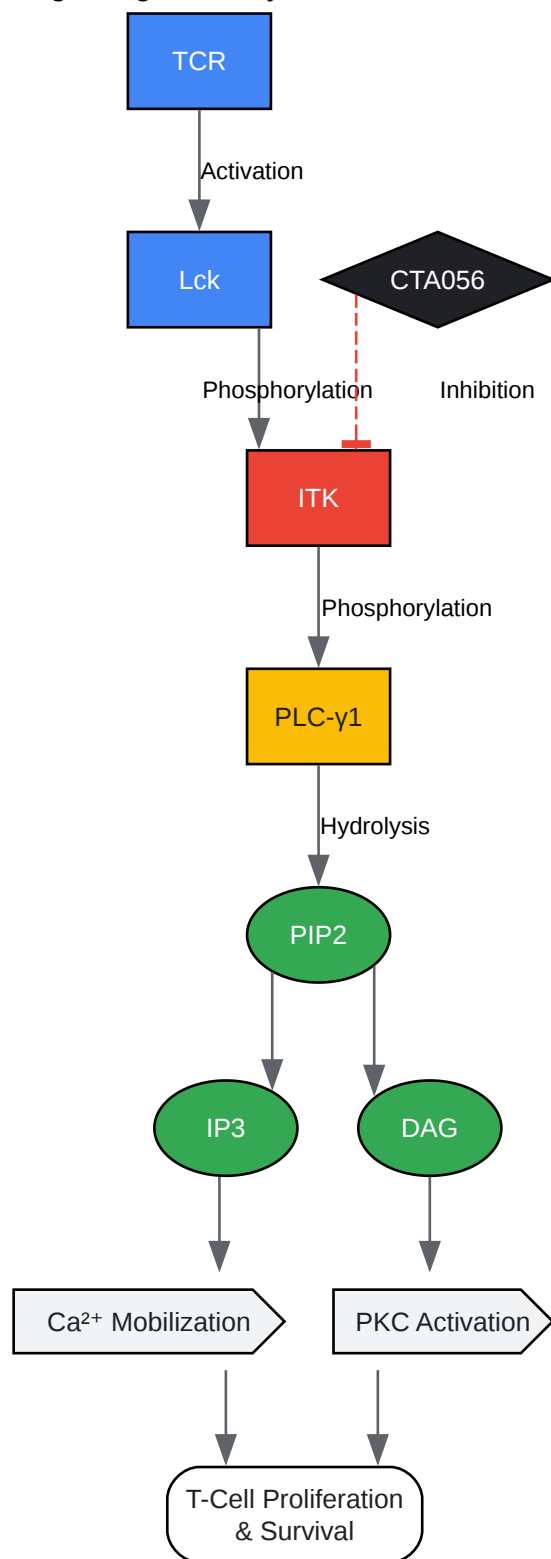 TCR
Activation
Lck
CTA056
Phosphorylation
Inhibition
ITK
Phosphorylation
PLC-γ1
Hydrolysis
PIP2
IP3
DAG
Ca²⁺ Mobilization
PKC Activation
T-Cell Proliferation
& Survival